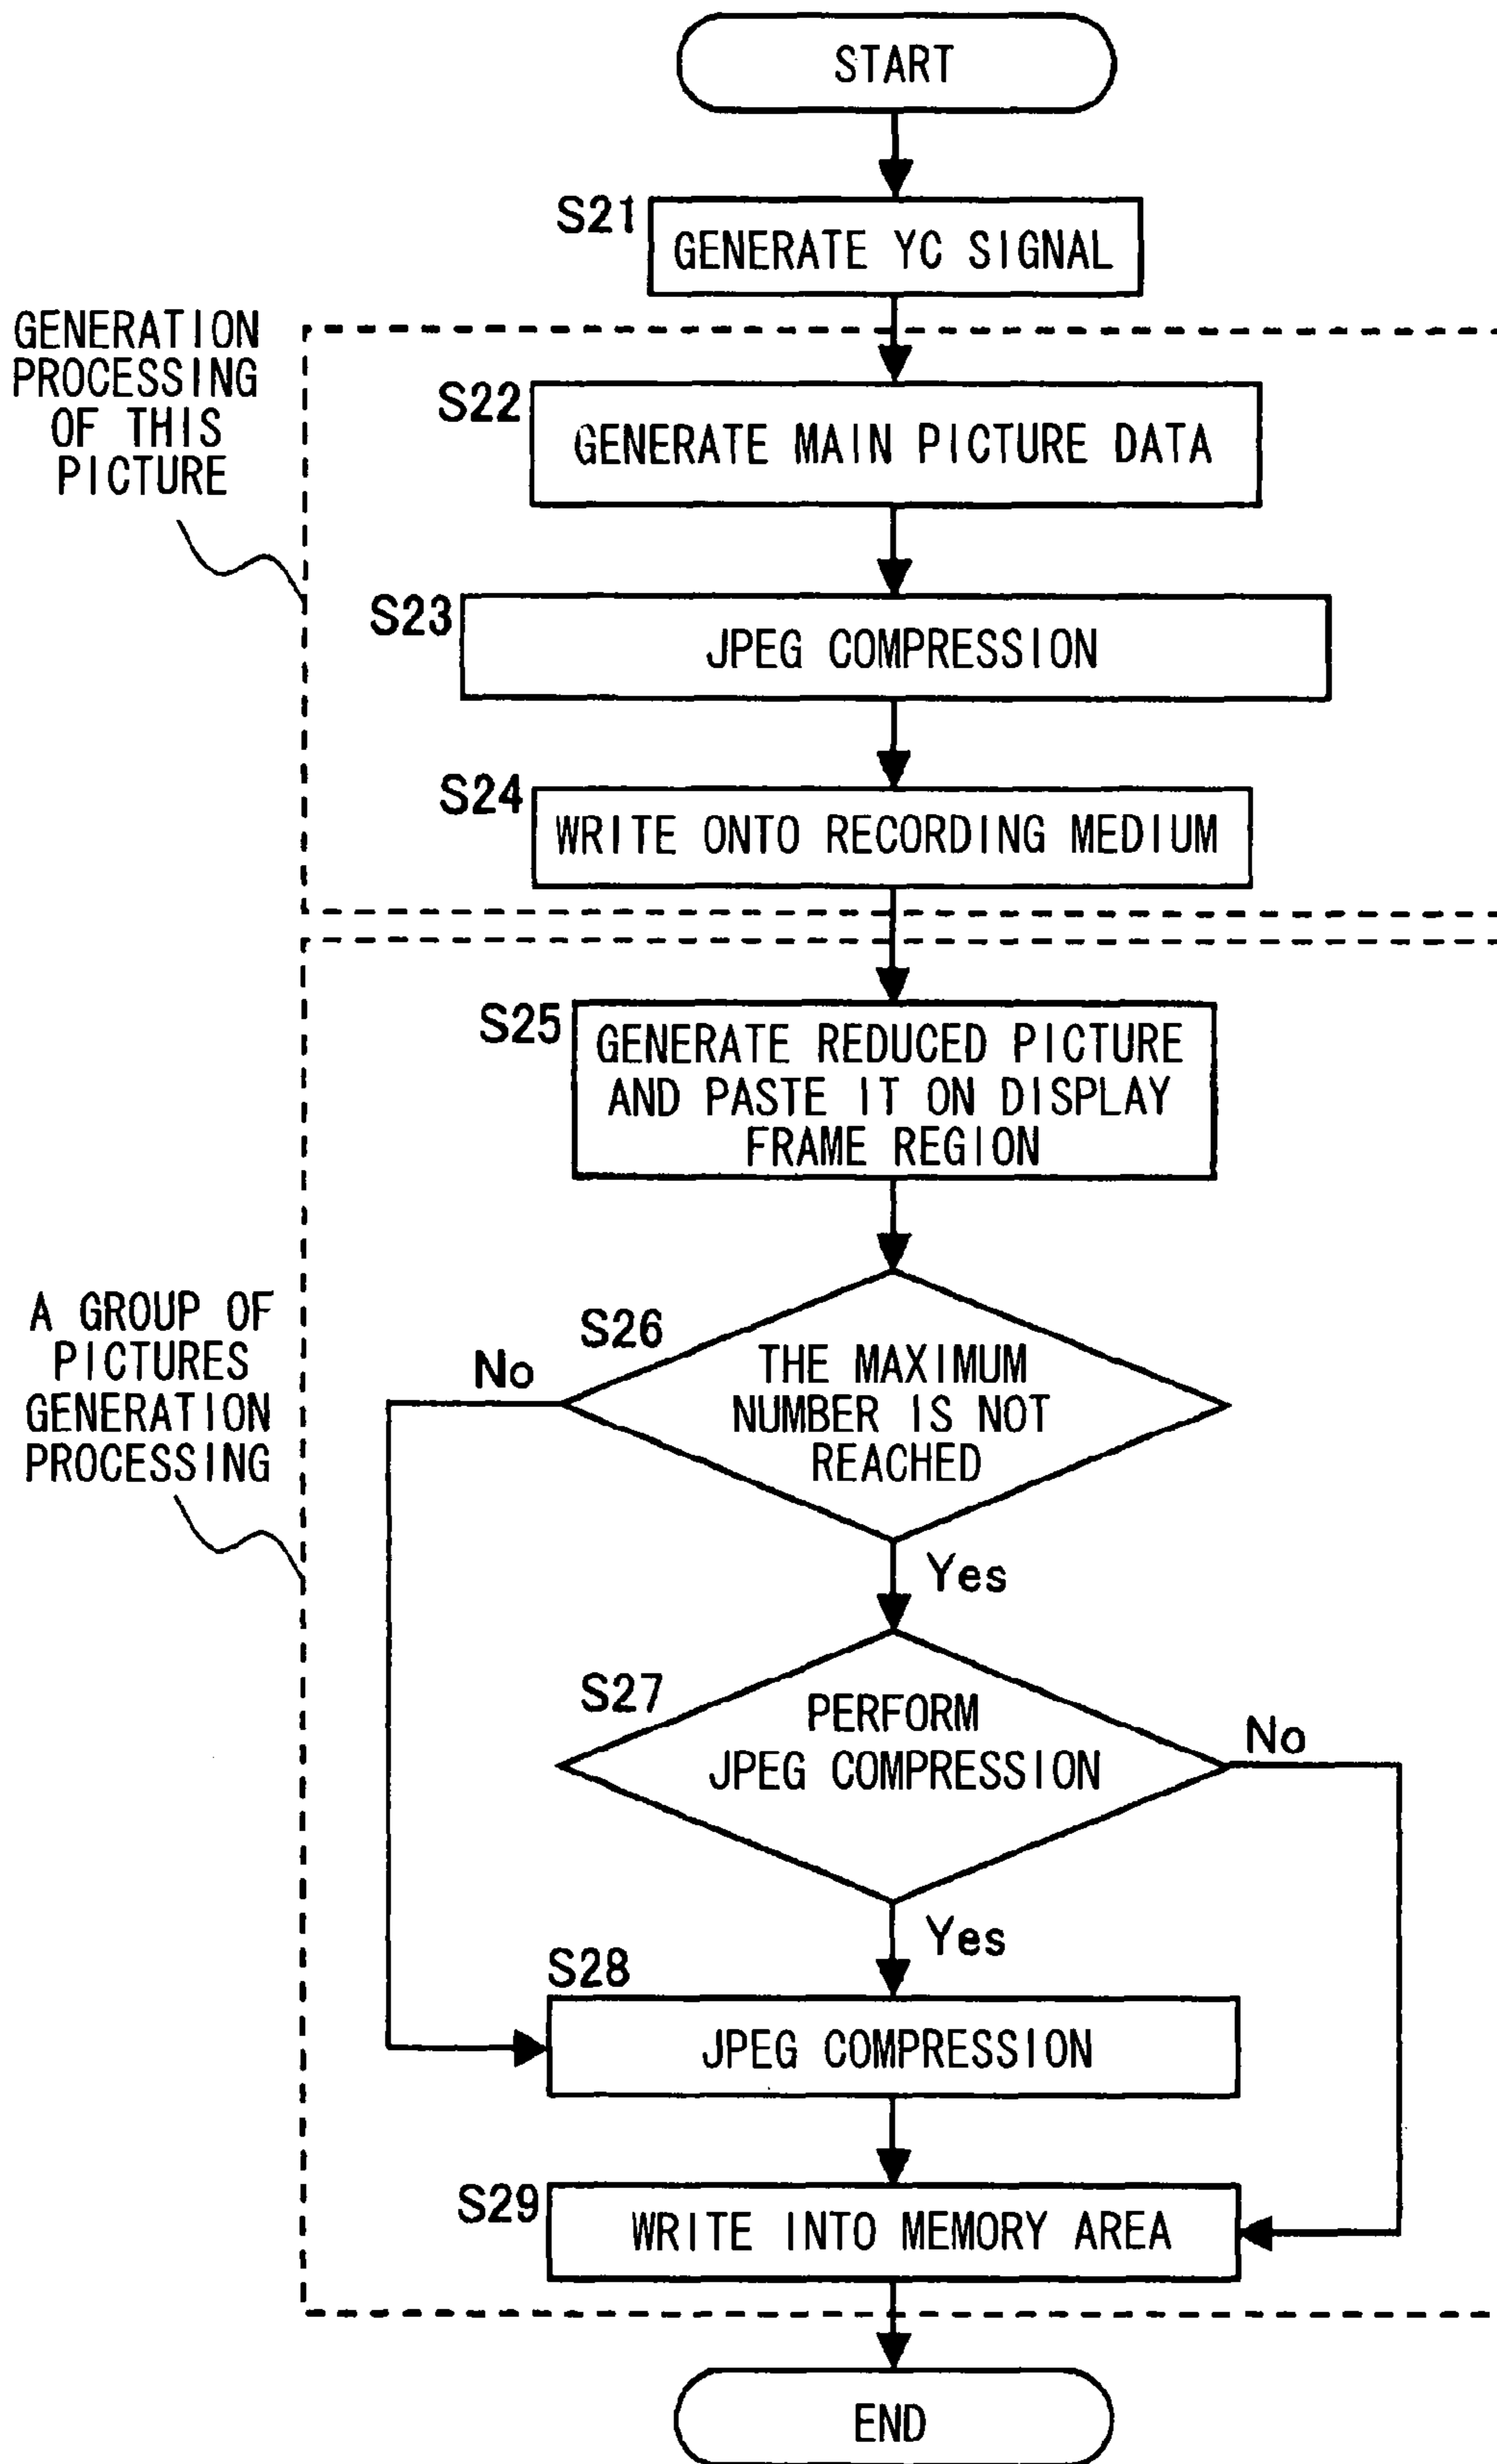 START
S21
GENERATE YC SIGNAL
GENERATION
PROCESSING
OF THIS
PICTURE
S22
GENERATE MAIN PICTURE DATA
S23
JPEG COMPRESSION
S24
WRITE ONTO RECORDING MEDIUM
S25
GENERATE REDUCED PICTURE
AND PASTE IT ON DISPLAY
FRAME REGION
A GROUP OF
PICTURES
GENERATION
PROCESSING
S26
No
THE MAXIMUM
NUMBER IS NOT
REACHED
Yes
S27
PERFORM
JPEG COMPRESSION
No
Yes
S28
JPEG COMPRESSION
S29
WRITE INTO MEMORY AREA
END